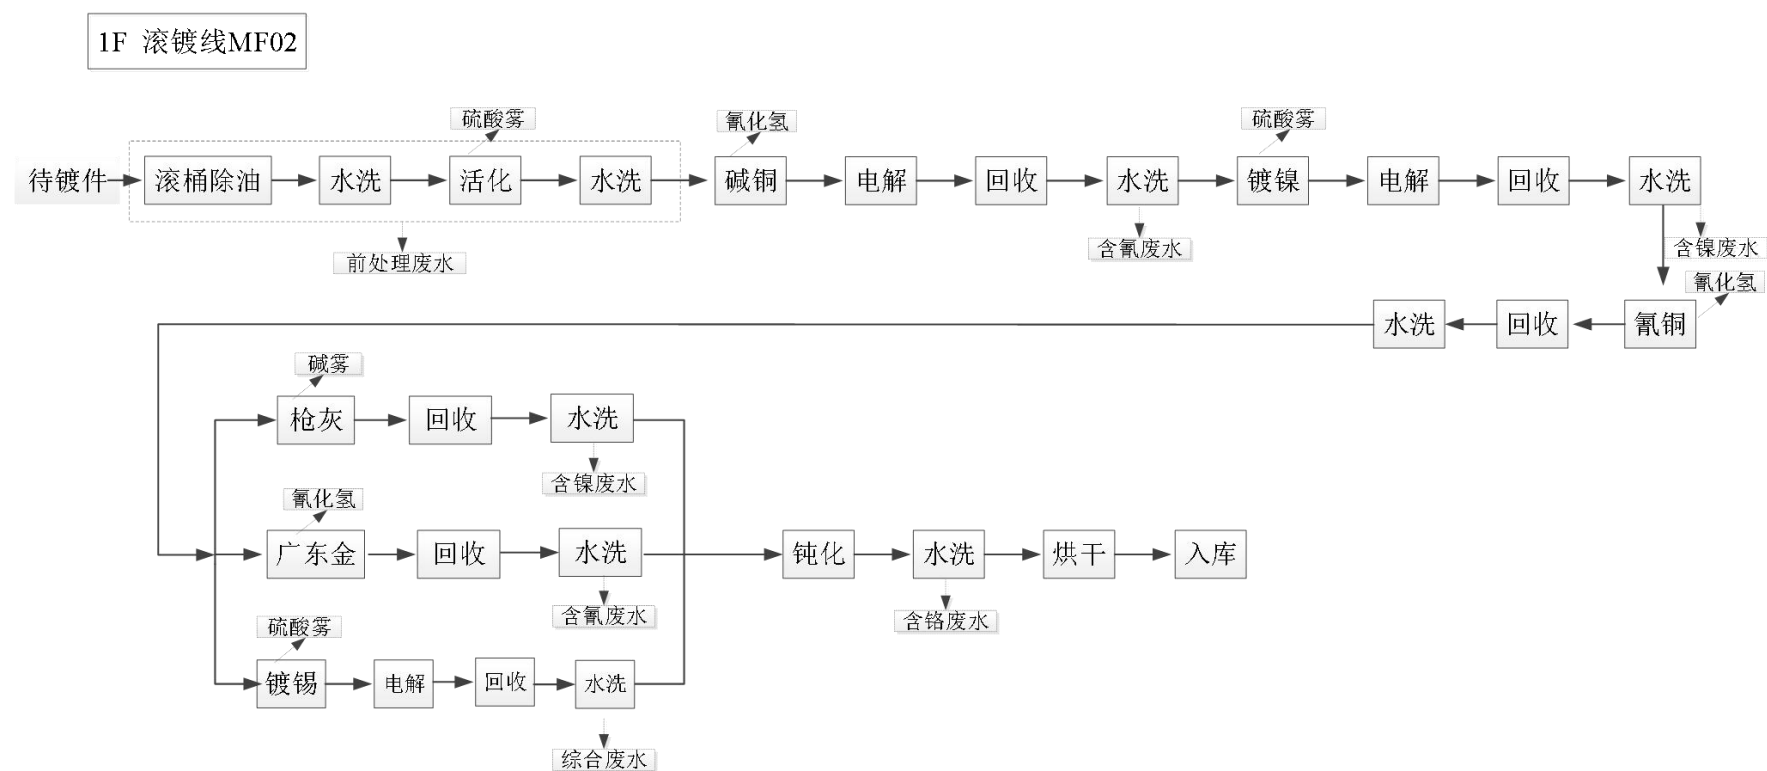 1F 滚镀线MF02
硫酸雾
氰化氢
硫酸雾
待镀件
滚桶除油
水洗
活化
水洗
碱铜
电解
回收
水洗
镀镍
电解
回收
水洗
前处理废水
含氰废水
含镍废水
氰化氢
水洗
回收
氰铜
碱雾
枪灰
回收
水洗
含镍废水
氰化氢
广东金
回收
水洗
钝化
水洗
烘干
入库
含氰废水
含铬废水
硫酸雾
镀锡
电解
回收
水洗
综合废水